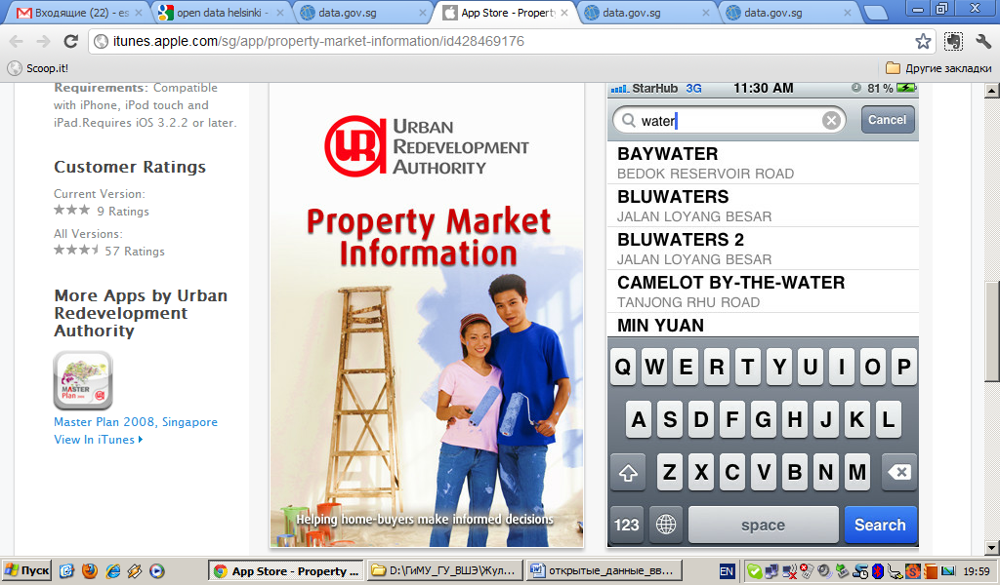 Входящие (22) - es
open data helsinki -
data.gov.sg
App Store - Propert
data.gov.sg
data.gov.sg
itunes.apple.com/sg/app/property-market-information/id428469176
Scoop.it!
Другие закладки
Requirements: Compatible
with iPhone, iPod touch and
iPad.Requires iOS 3.2.2 or later.
Customer Ratings
Current Version:
9 Ratings
All Versions:
57 Ratings
More Apps by Urban
Redevelopment
Authority
MASTER
Plan
Master Plan 2008, Singapore
View In iTunes
URBAN
REDEVELOPMENT
AUTHORITY
Property Market
Information
Helping home-buyers make informed decisions
StarHub 3G 11:30 AM 81%
water
Cancel
BAYWATER
BEDOK RESERVOIR ROAD
BLUWATERS
JALAN LOYANG BESAR
BLUWATERS 2
JALAN LOYANG BESAR
CAMELOT BY-THE-WATER
TANJONG RHU ROAD
MIN YUAN
Q W E R T Y U I O P
A S D F G H J K L
Z X C V B N M
123 space Search
Пуск
App Store - Property ...
D:\ГиМУ_ГУ_ВШЭ\Жул...
открытые_данные_вв...
EN
19:59